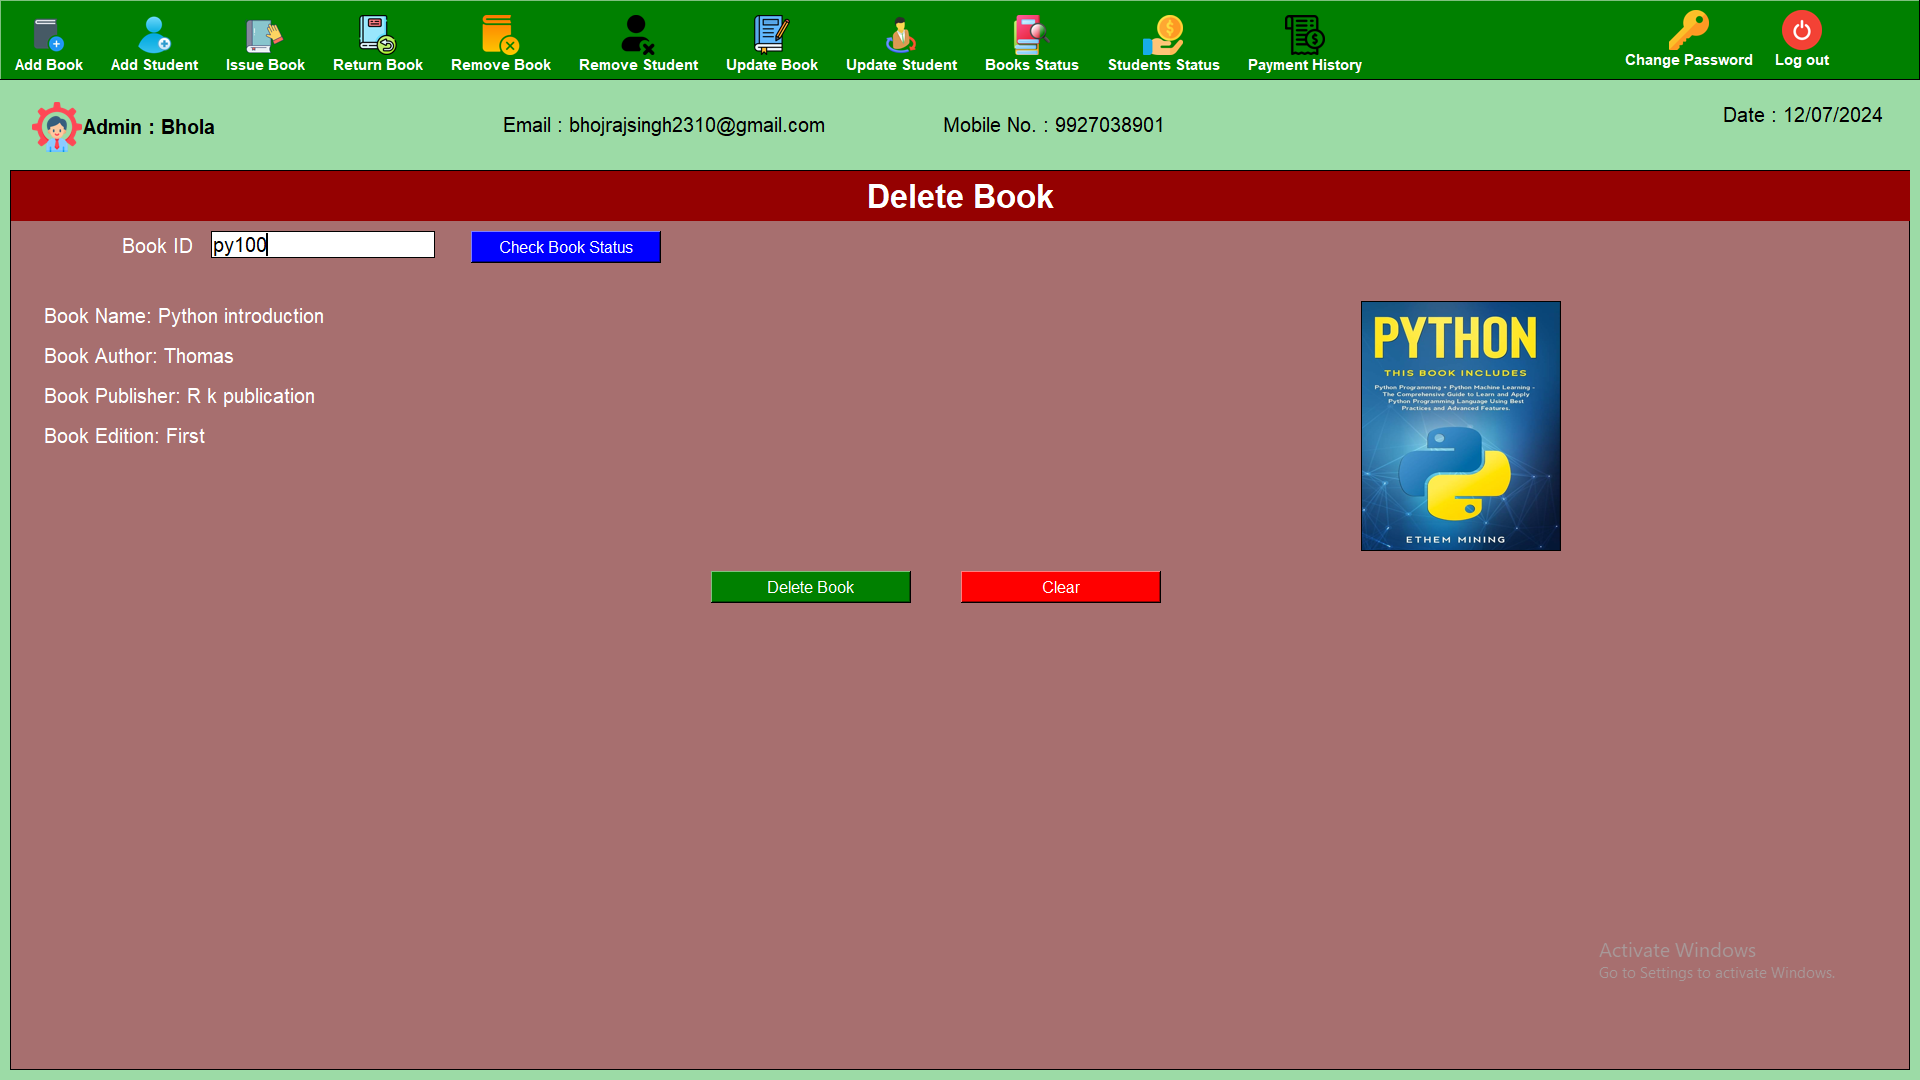 Add Book Add Student Issue Book Return Book Remove Book Remove Student Update Book Update Student Books Status Students Status Payment History Change Password Log out
Admin : Bhola Email : bhojrajsingh2310@gmail.com Mobile No. : 9927038901 Date : 12/07/2024
Delete Book
Book ID py100 Check Book Status
Book Name: Python introduction
Book Author: Thomas
Book Publisher: R k publication
Book Edition: First
PYTHON
THIS BOOK INCLUDES
Python Programming + Python Machine Learning -
The Comprehensive Guide to Learn and Apply
Python Programming Language Using Best
Practices and Advanced Features.
ETHEM MINING
Delete Book Clear
Activate Windows
Go to Settings to activate Windows.